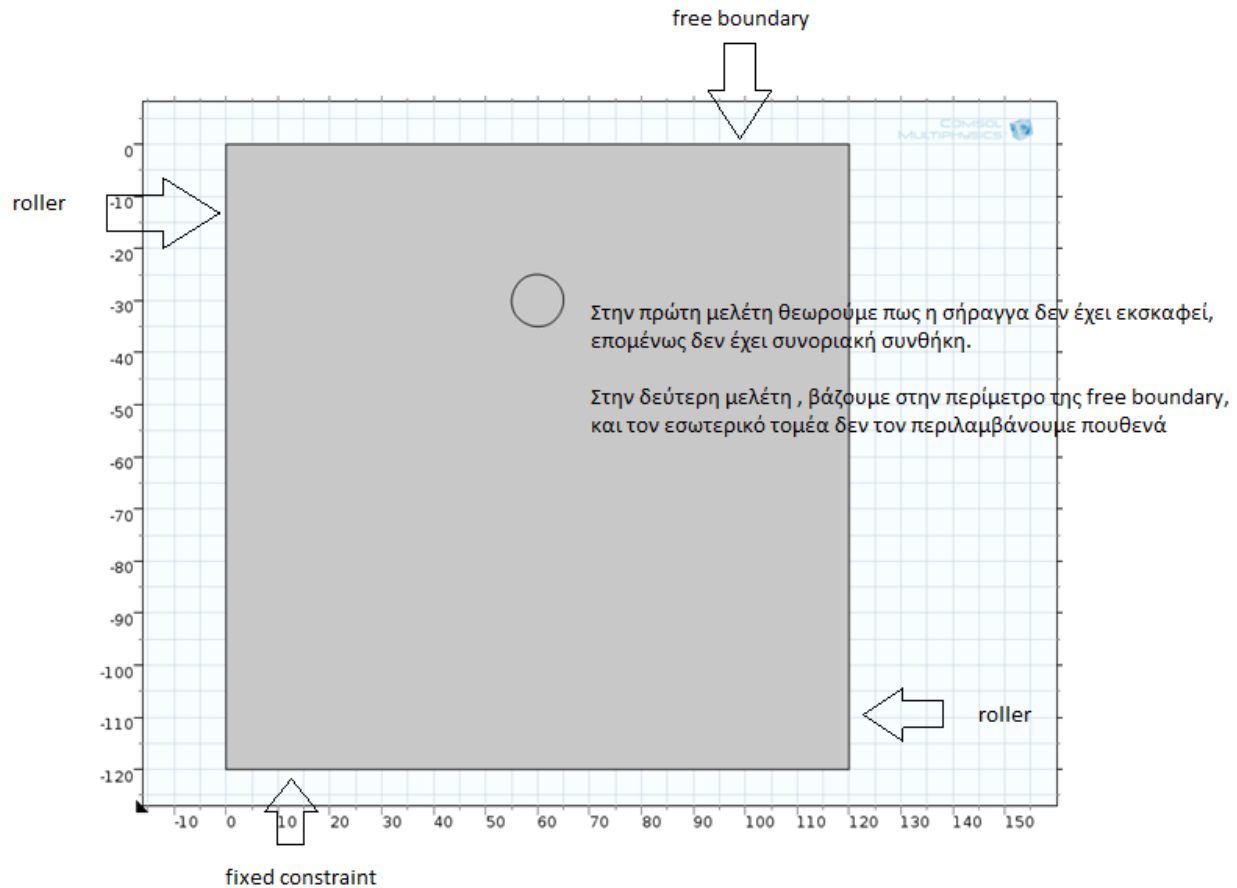 free boundary
COMSOL
MULTIPHYSICS
roller
0
-10
-20
-30
-40
-50
-60
-70
-80
-90
-100
-110
-120
Στην πρώτη μελέτη θεωρούμε πως η σήραγγα δεν έχει εκσκαφεί,
επομένως δεν έχει συνοριακή συνθήκη.
Στην δεύτερη μελέτη , βάζουμε στην περίμετρο της free boundary,
και τον εσωτερικό τομέα δεν τον περιλαμβάνουμε πουθενά
roller
-10 0 10 20 30 40 50 60 70 80 90 100 110 120 130 140 150
fixed constraint